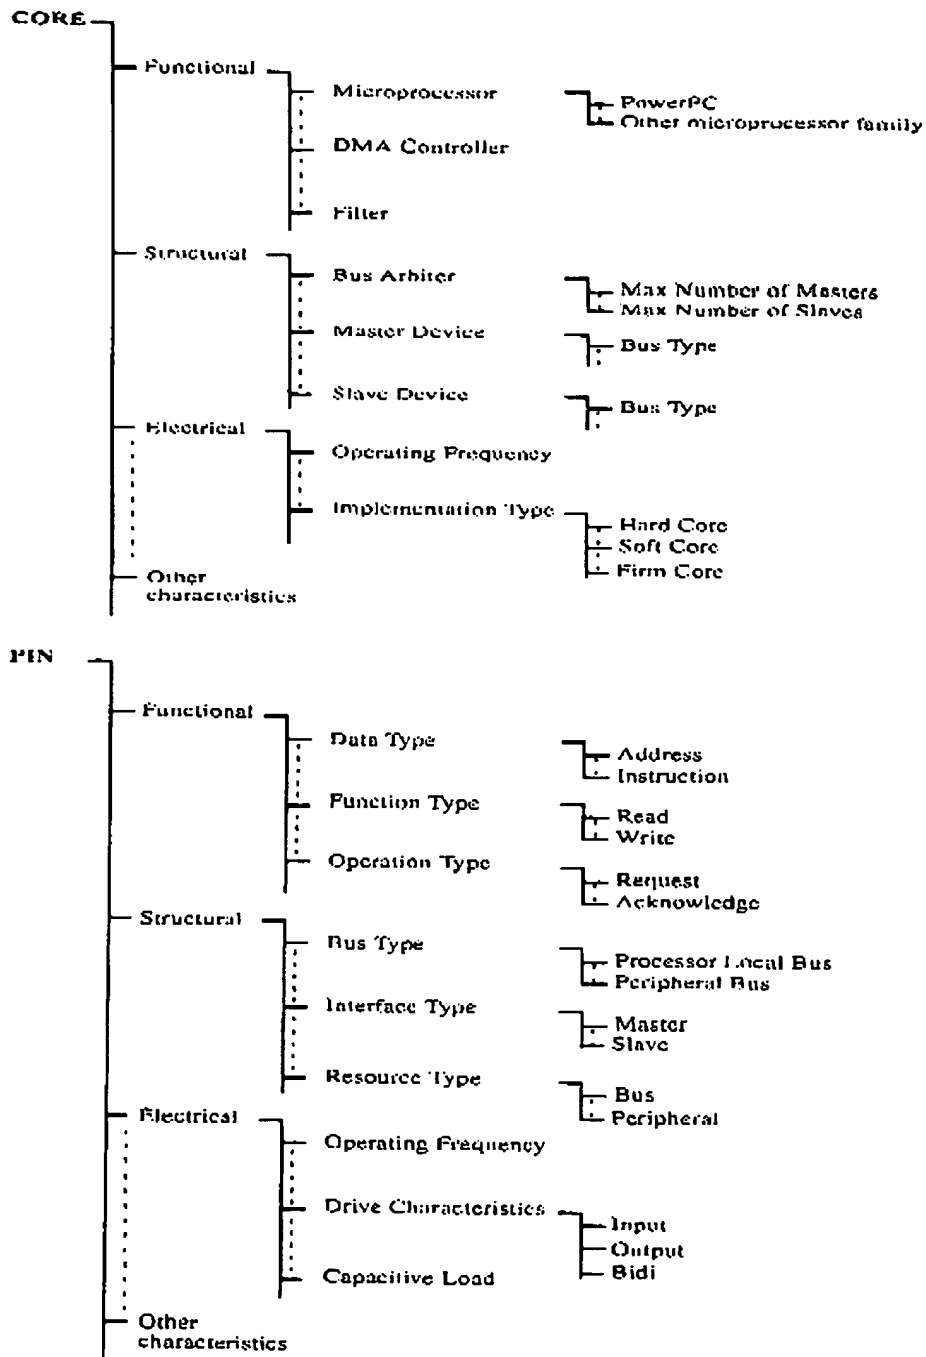 CORE
Functional
Microprocessor
PowerPC
Other microprocessor family
DMA Controller
Filter
Structural
Bus Arbiter
Max Number of Masters
Max Number of Slaves
Master Device
Bus Type
Slave Device
Bus Type
Electrical
Operating Frequency
Implementation Type
Hard Core
Soft Core
Firm Core
Other
characteristics
PIN
Functional
Data Type
Address
Instruction
Function Type
Read
Write
Operation Type
Request
Acknowledge
Structural
Bus Type
Processor Local Bus
Peripheral Bus
Interface Type
Master
Slave
Resource Type
Bus
Peripheral
Electrical
Operating Frequency
Drive Characteristics
Input
Output
Bidi
Capacitive Load
Other
characteristics